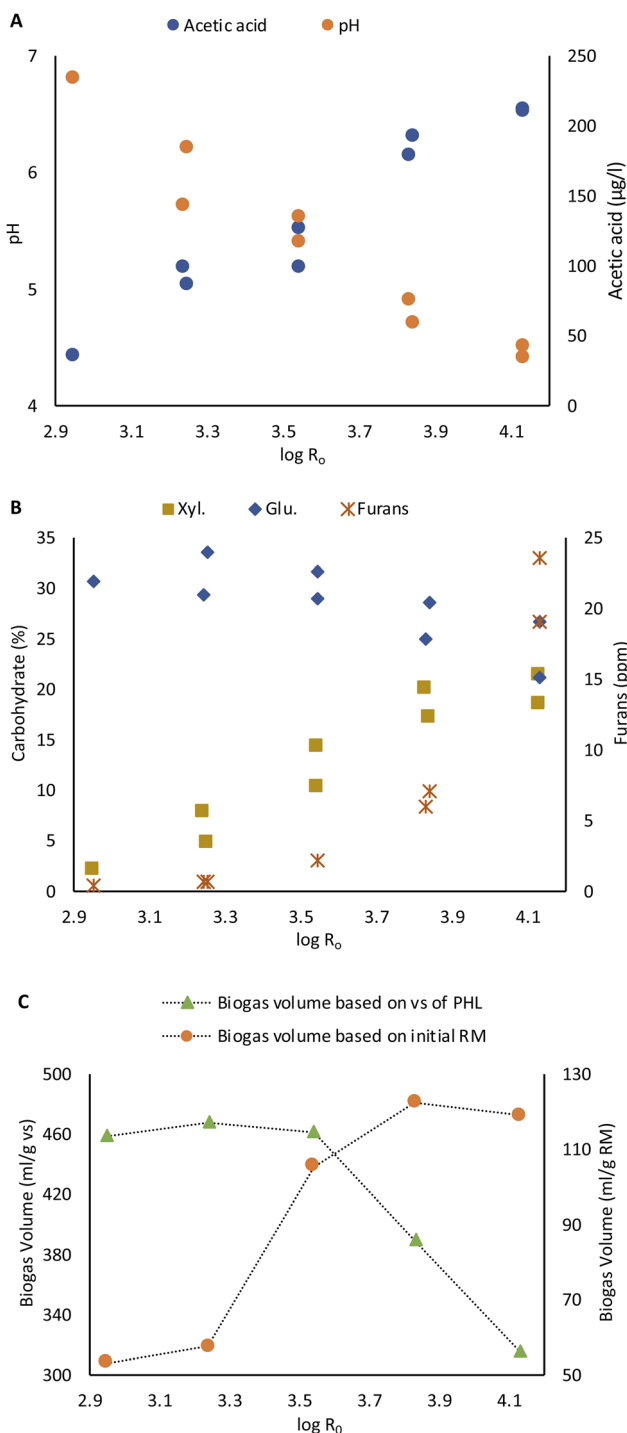 A
Acetic acid
pH
7
6
5
4
pH
250
200
150
100
50
0
Acetic acid (µg/l)
2.9 3.1 3.3 3.5 3.7 3.9 4.1
log Ro
B
Xyl.
Glu.
Furans
35
30
25
20
15
10
5
0
Carbohydrate (%)
25
20
15
10
5
0
Furans (ppm)
2.9 3.1 3.3 3.5 3.7 3.9 4.1
log Ro
C
Biogas volume based on vs of PHL
Biogas volume based on initial RM
500
460
420
380
340
300
Biogas Volume (ml/g vs)
130
110
90
70
50
Biogas Volume (ml/g RM)
2.9 3.1 3.3 3.5 3.7 3.9 4.1
log R0